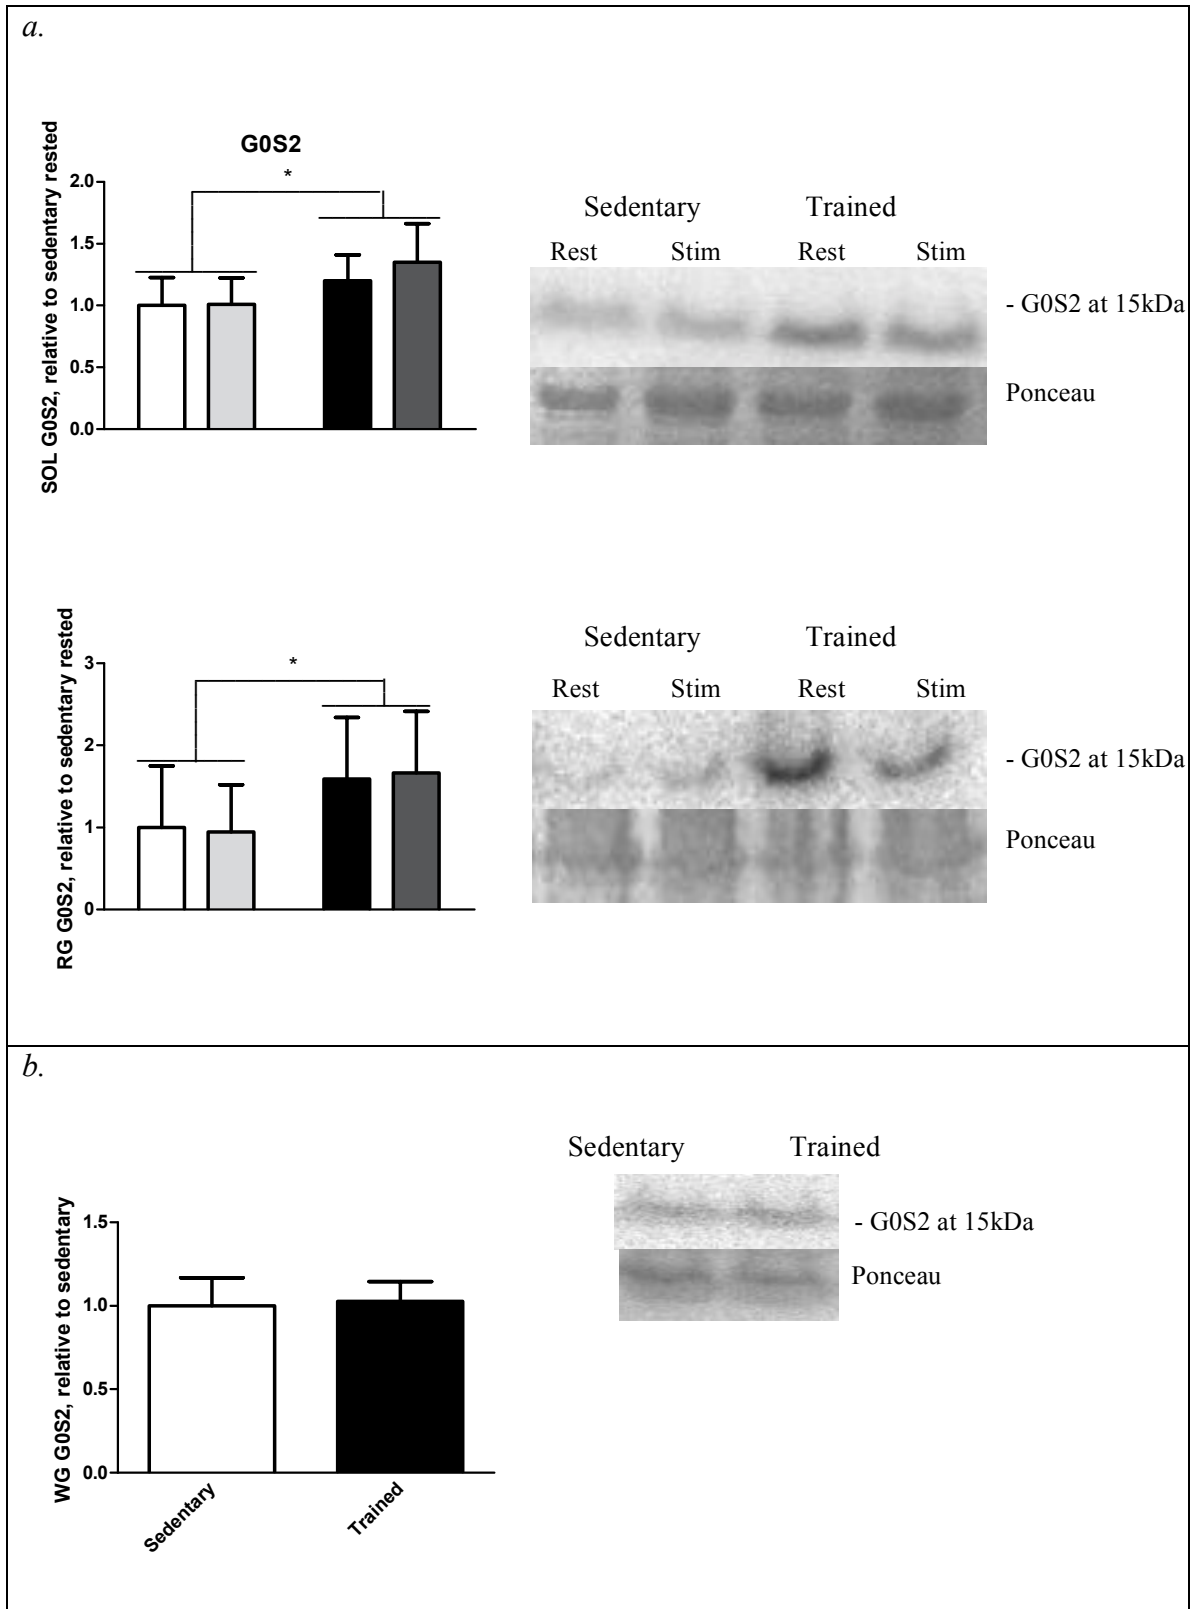 a.
G0S2
*
SOL G0S2, relative to sedentary rested
2.0
1.5
1.0
0.5
0.0
Sedentary Trained
Rest Stim Rest Stim
- G0S2 at 15kDa
Ponceau
*
RG G0S2, relative to sedentary rested
3
2
1
0
Sedentary Trained
Rest Stim Rest Stim
- G0S2 at 15kDa
Ponceau
b.
WG G0S2, relative to sedentary
1.5
1.0
0.5
0.0
Sedentary
Trained
Sedentary Trained
- G0S2 at 15kDa
Ponceau